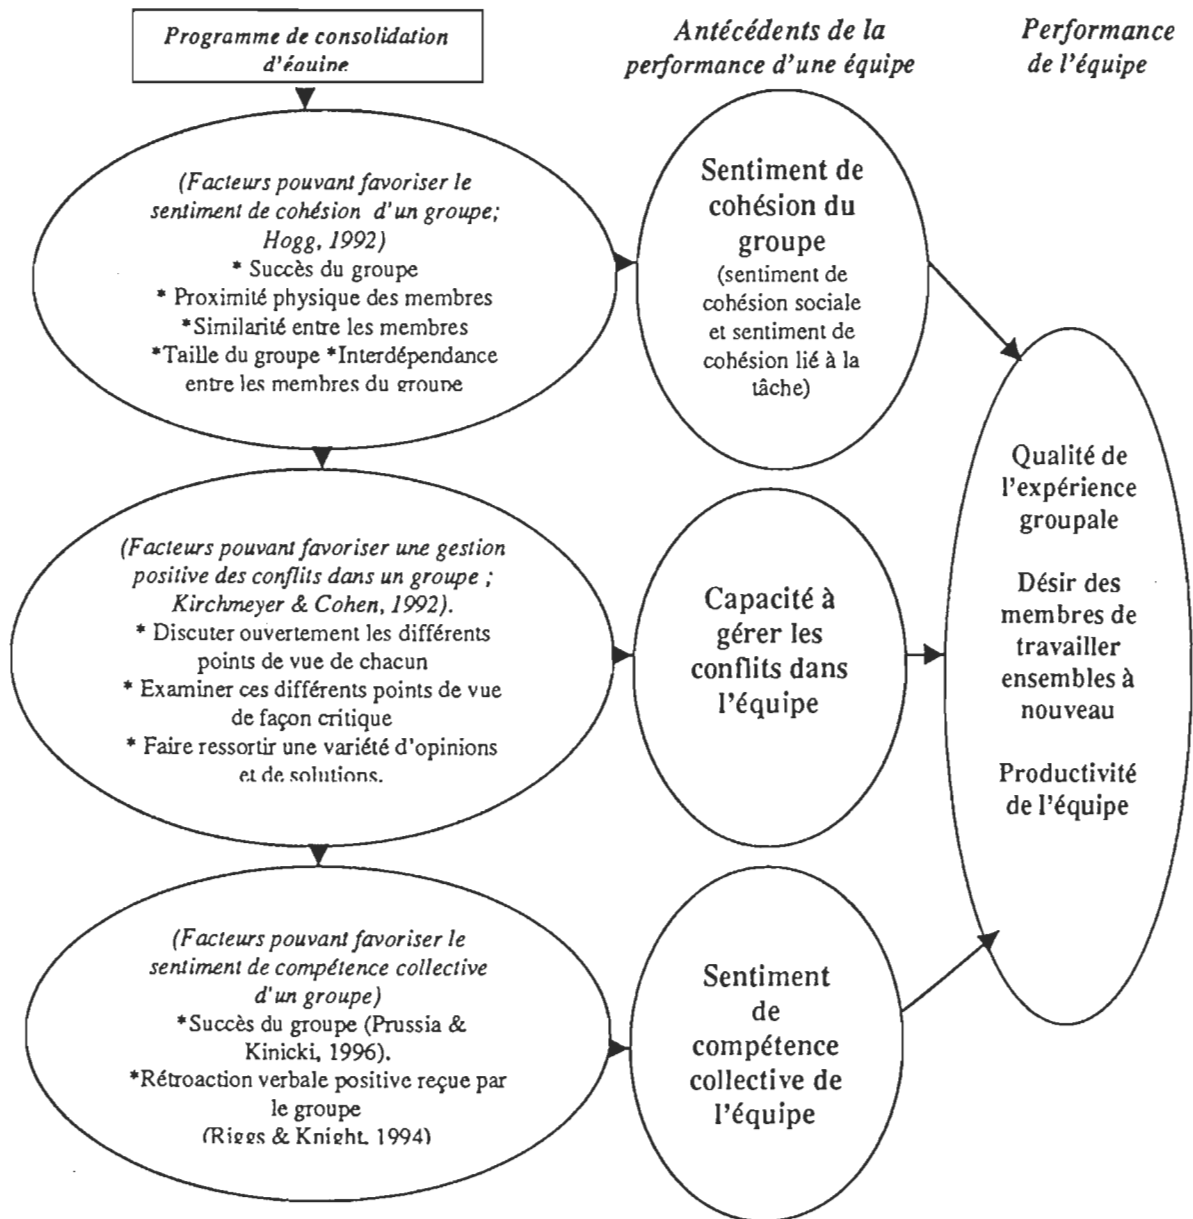 Programme de consolidation
d'équipe
Antécédents de la
performance d'une équipe
Performance
de l'équipe
(Facteurs pouvant favoriser le
sentiment de cohésion d'un groupe;
Hogg, 1992)
* Succès du groupe
* Proximité physique des membres
*Similarité entre les membres
*Taille du groupe *Interdépendance
entre les membres du groupe
Sentiment de
cohésion du
groupe
(sentiment de
cohésion sociale
et sentiment de
cohésion lié à la
tâche)
(Facteurs pouvant favoriser une gestion
positive des conflits dans un groupe ;
Kirchmeyer & Cohen, 1992).
* Discuter ouvertement les différents
points de vue de chacun
* Examiner ces différents points de vue
de façon critique
* Faire ressortir une variété d'opinions
et de solutions.
Capacité à
gérer les
conflits dans
l'équipe
Qualité de
l'expérience
groupale
Désir des
membres de
travailler
ensembles à
nouveau
Productivité
de l'équipe
(Facteurs pouvant favoriser le
sentiment de compétence collective
d'un groupe)
*Succès du groupe (Prussia &
Kinicki, 1996).
*Rétroaction verbale positive reçue par
le groupe
(Riggs & Knight, 1994)
Sentiment
de
compétence
collective de
l'équipe